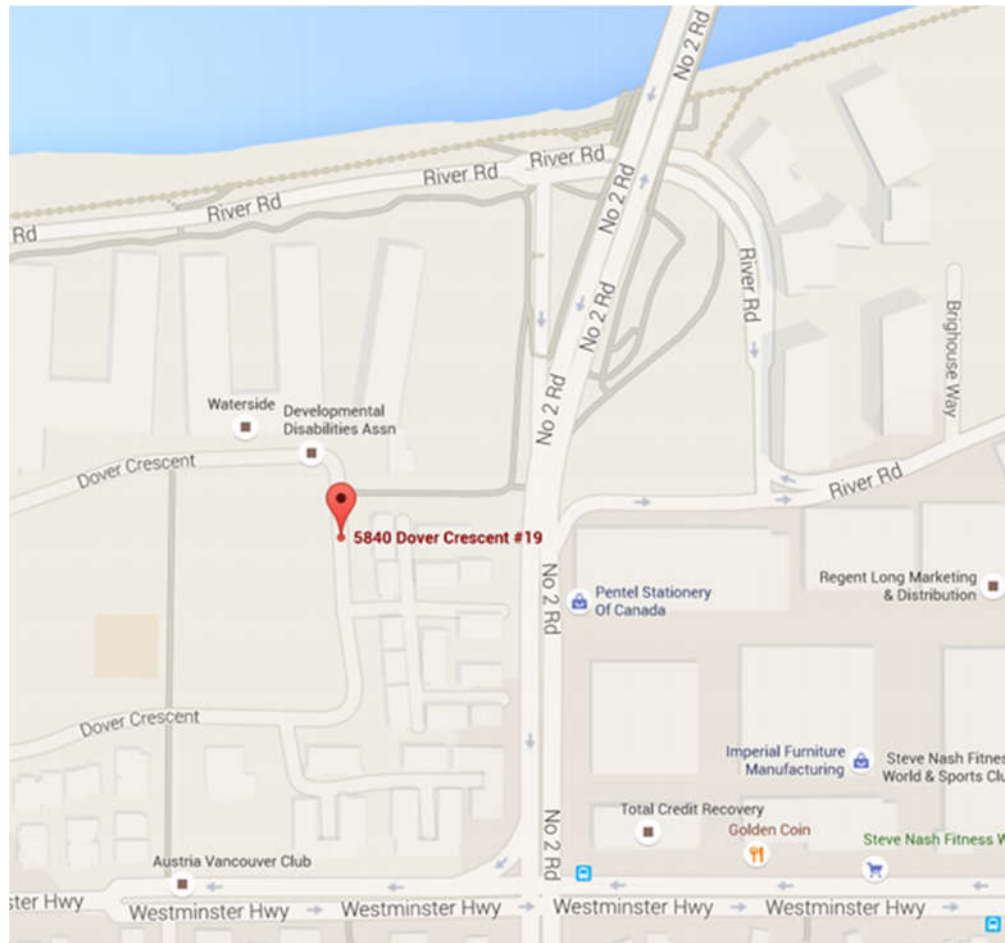 No 2 Rd
River Rd
River Rd
River Rd
Rd
No 2 Rd
River Rd
No 2 Rd
Brighouse Way
No 2 Rd
Waterside
Developmental
Disabilities Assn
Dover Crescent
River Rd
5840 Dover Crescent #19
No 2 Rd
Pentel Stationery
Of Canada
Regent Long Marketing
& Distribution
Dover Crescent
Imperial Furniture
Manufacturing
Steve Nash Fitnes
World & Sports Clu
Total Credit Recovery
Golden Coin
No 2 Rd
Steve Nash Fitness W
Austria Vancouver Club
ster Hwy
Westminster Hwy
Westminster Hwy
Westminster Hwy
Westminster Hwy